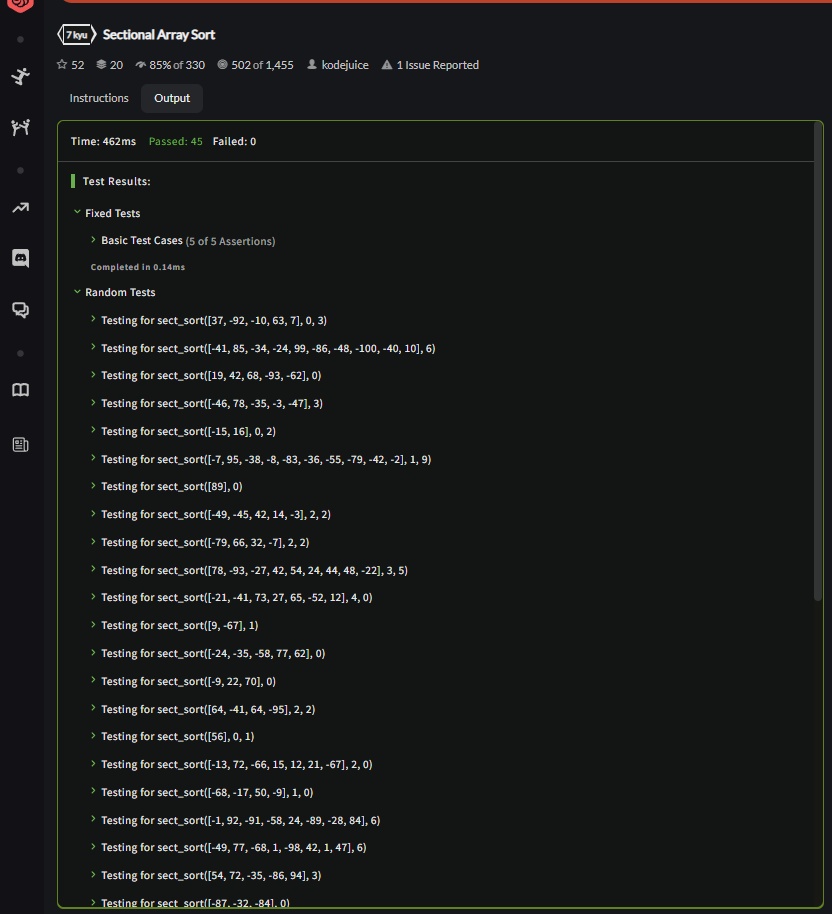 7 kyu Sectional Array Sort
52 20 85% of 330 502 of 1,455 kodejuice 1 Issue Reported
Instructions Output
Time: 462ms Passed: 45 Failed: 0
Test Results:
Fixed Tests
Basic Test Cases (5 of 5 Assertions)
Completed in 0.14ms
Random Tests
Testing for sect_sort([37, -92, -10, 63, 7], 0, 3)
Testing for sect_sort([-41, 85, -34, -24, 99, -86, -48, -100, -40, 10], 6)
Testing for sect_sort([19, 42, 68, -93, -62], 0)
Testing for sect_sort([-46, 78, -35, -3, -47], 3)
Testing for sect_sort([-15, 16], 0, 2)
Testing for sect_sort([-7, 95, -38, -8, -83, -36, -55, -79, -42, -2], 1, 9)
Testing for sect_sort([89], 0)
Testing for sect_sort([-49, -45, 42, 14, -3], 2, 2)
Testing for sect_sort([-79, 66, 32, -7], 2, 2)
Testing for sect_sort([78, -93, -27, 42, 54, 24, 44, 48, -22], 3, 5)
Testing for sect_sort([-21, -41, 73, 27, 65, -52, 12], 4, 0)
Testing for sect_sort([9, -67], 1)
Testing for sect_sort([-24, -35, -58, 77, 62], 0)
Testing for sect_sort([-9, 22, 70], 0)
Testing for sect_sort([64, -41, 64, -95], 2, 2)
Testing for sect_sort([56], 0, 1)
Testing for sect_sort([-13, 72, -66, 15, 12, 21, -67], 2, 0)
Testing for sect_sort([-68, -17, 50, -9], 1, 0)
Testing for sect_sort([-1, 92, -91, -58, 24, -89, -28, 84], 6)
Testing for sect_sort([-49, 77, -68, 1, -98, 42, 1, 47], 6)
Testing for sect_sort([54, 72, -35, -86, 94], 3)
Testing for sect_sort([-87, -32, -84], 0)